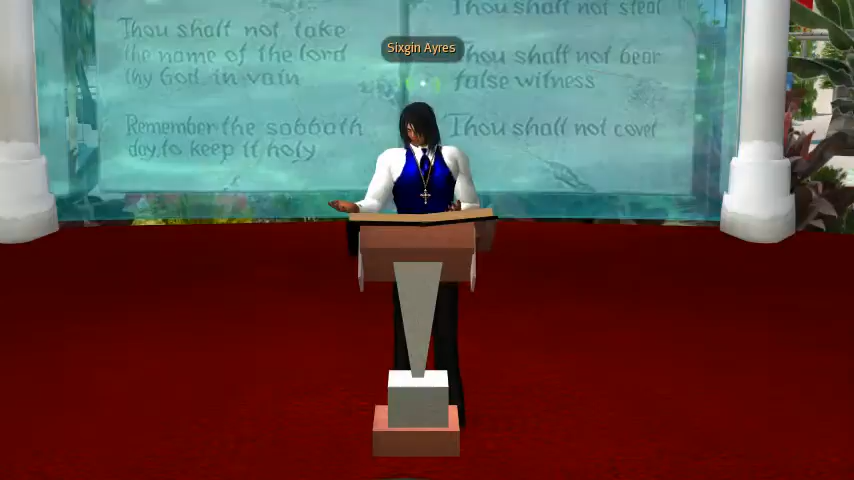 Thou shalt not take
the name of the lord
thy God in vain
Remember the sabbath
day, to keep it holy
Thou shalt not steal
Thou shalt not bear
false witness
Thou shalt not covet
Sixgin Ayres